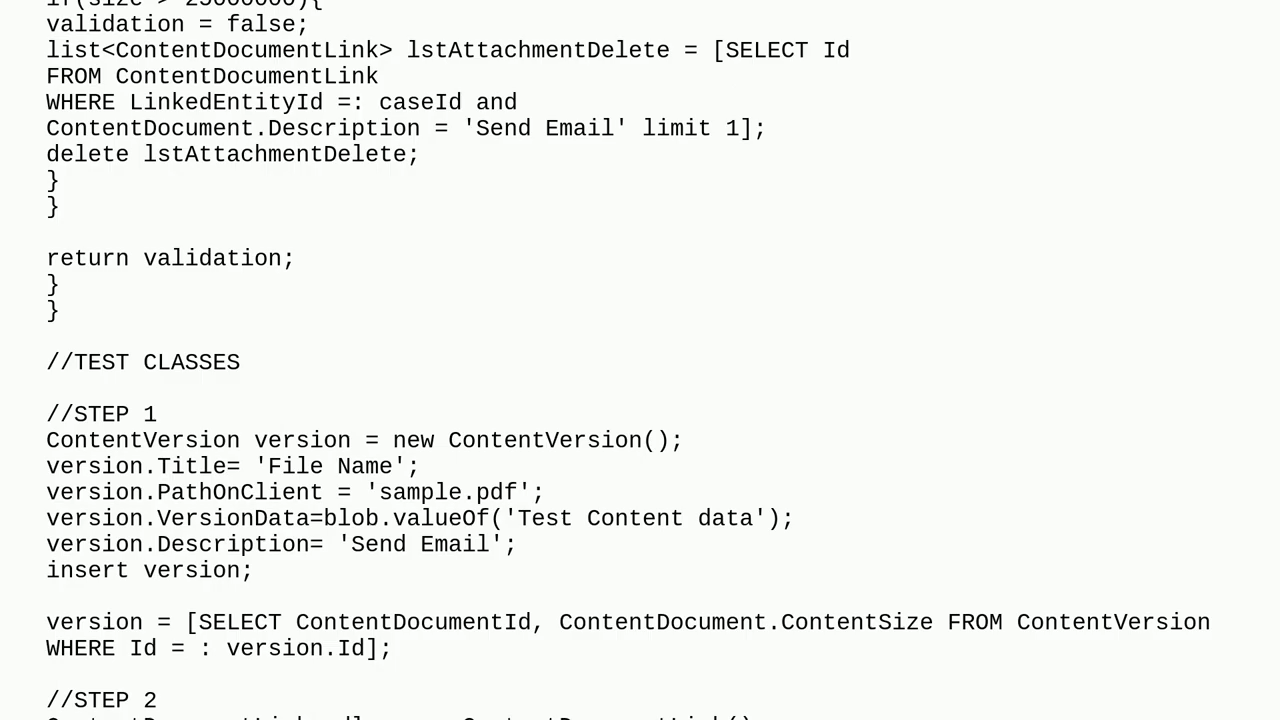 if(size > 25000000){
validation = false;
list<ContentDocumentLink> lstAttachmentDelete = [SELECT Id
FROM ContentDocumentLink
WHERE LinkedEntityId =: caseId and
ContentDocument.Description = 'Send Email' limit 1];
delete lstAttachmentDelete;
}
}
return validation;
}
}
//TEST CLASSES
//STEP 1
ContentVersion version = new ContentVersion();
version.Title= 'File Name';
version.PathOnClient = 'sample.pdf';
version.VersionData=blob.valueOf('Test Content data');
version.Description= 'Send Email';
insert version;
version = [SELECT ContentDocumentId, ContentDocument.ContentSize FROM ContentVersion
WHERE Id = : version.Id];
//STEP 2